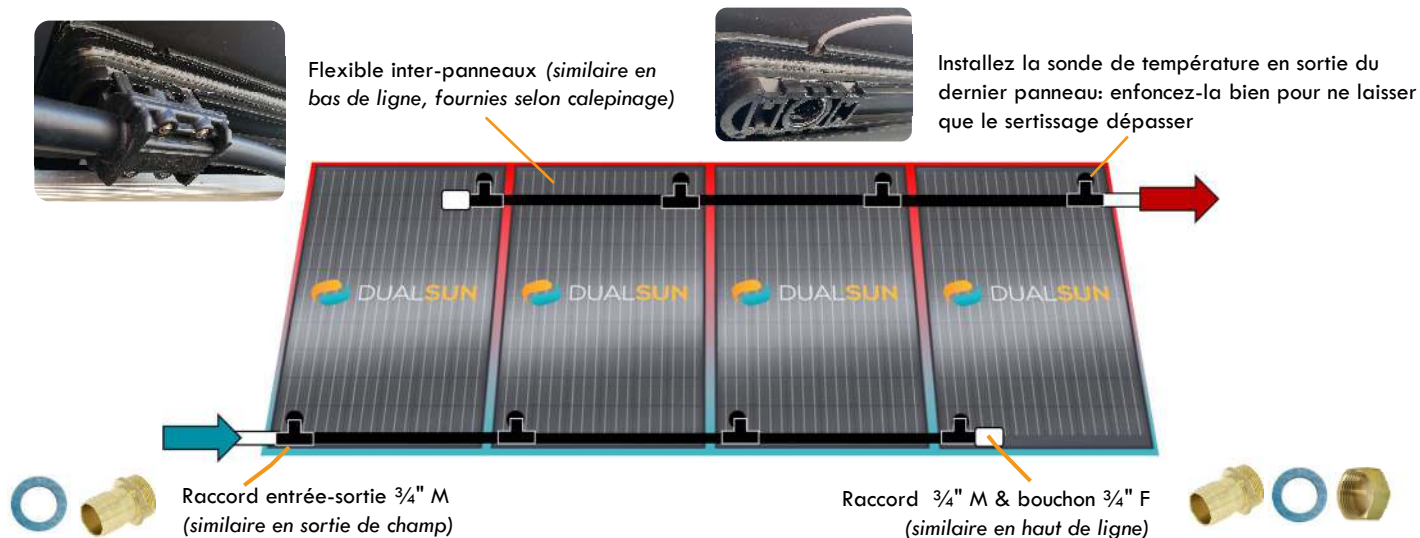 Flexible inter-panneaux (similaire en
bas de ligne, fournies selon calepinage)
Installez la sonde de température en sortie du
dernier panneau: enfoncez-la bien pour ne laisser
que le sertissage dépasser
DUALSUN
DUALSUN
DUALSUN
DUALSUN
Raccord entrée-sortie ¾" M
(similaire en sortie de champ)
Raccord ¾" M & bouchon ¾" F
(similaire en haut de ligne)